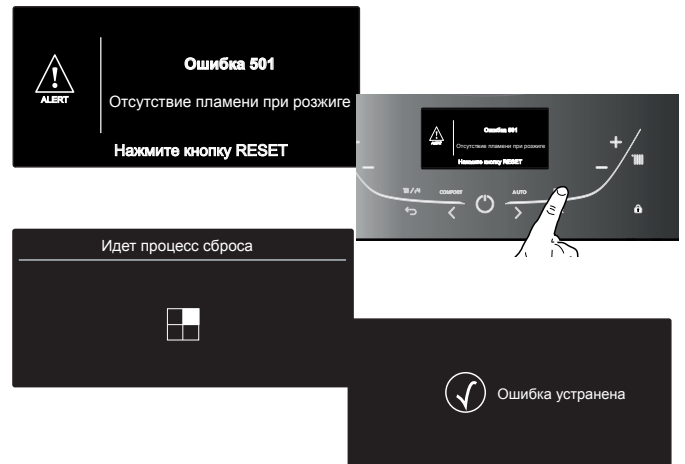 Ошибка 501
ALERT
Отсутствие пламени при розжиге
Нажмите кнопку RESET
Ошибка 501
ALERT
Отсутствие пламени при розжиге
Нажмите кнопку RESET
COMFORT
AUTO
Идет процесс сброса
Ошибка устранена